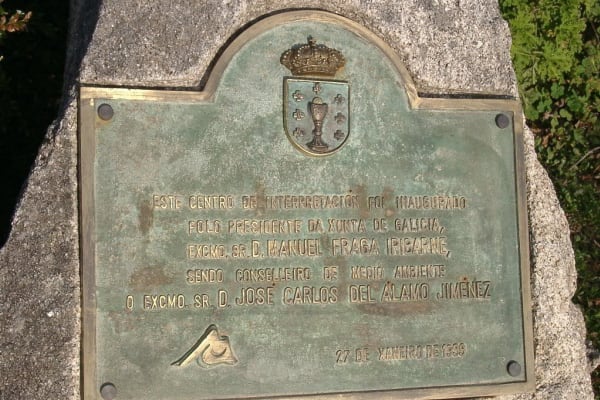 ESTE CENTRO DE INTERPRETACIÓN FOI INAUGURADO
POLO PRESIDENTE DA XUNTA DE GALICIA,
EXCMO. SR. D. MANUEL FRAGA IRIBARNE,
SENDO CONSELLEIRO DE MEDIO AMBIENTE
O EXCMO. SR. D. JOSÉ CARLOS DEL ÁLAMO JIMÉNEZ
27 DE XANEIRO DE 1999